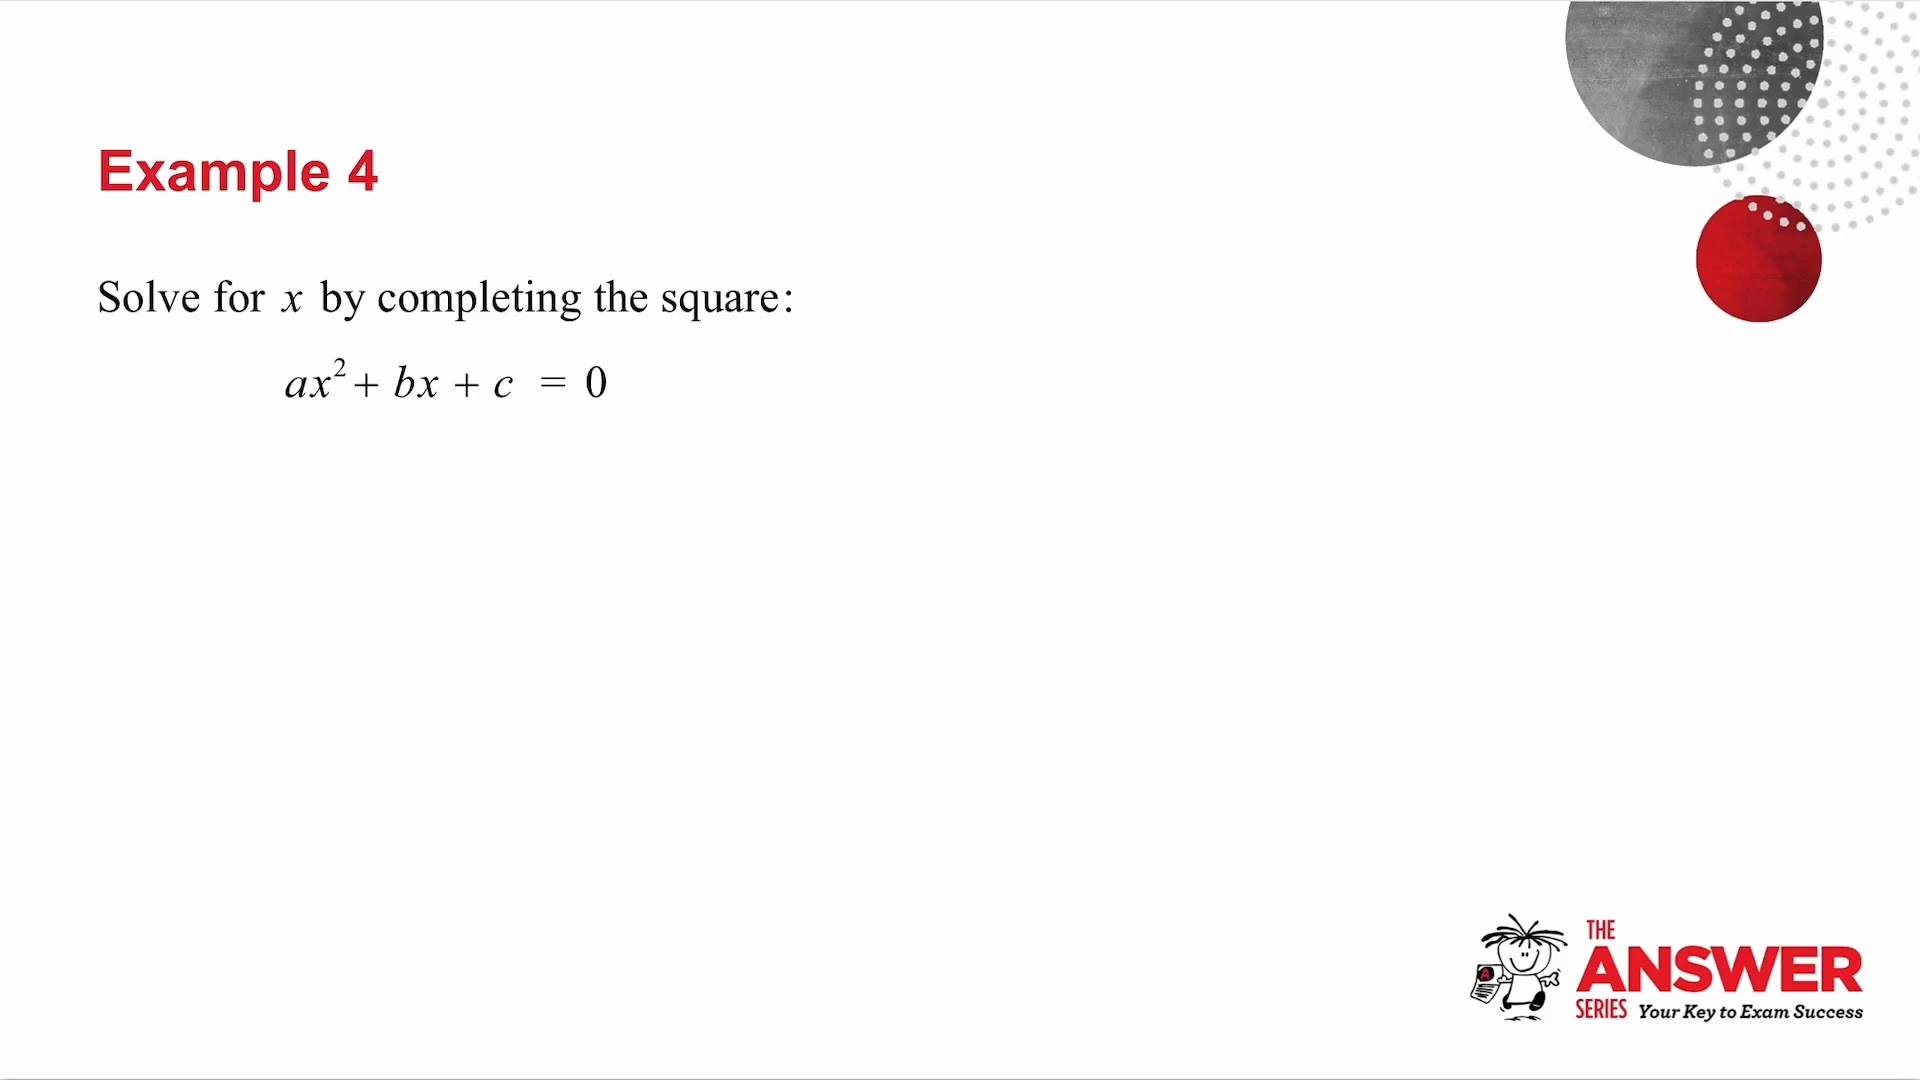 Example 4
Solve for x by completing the square:
ax² + bx + c = 0
A
THE
ANSWER
SERIES Your Key to Exam Success